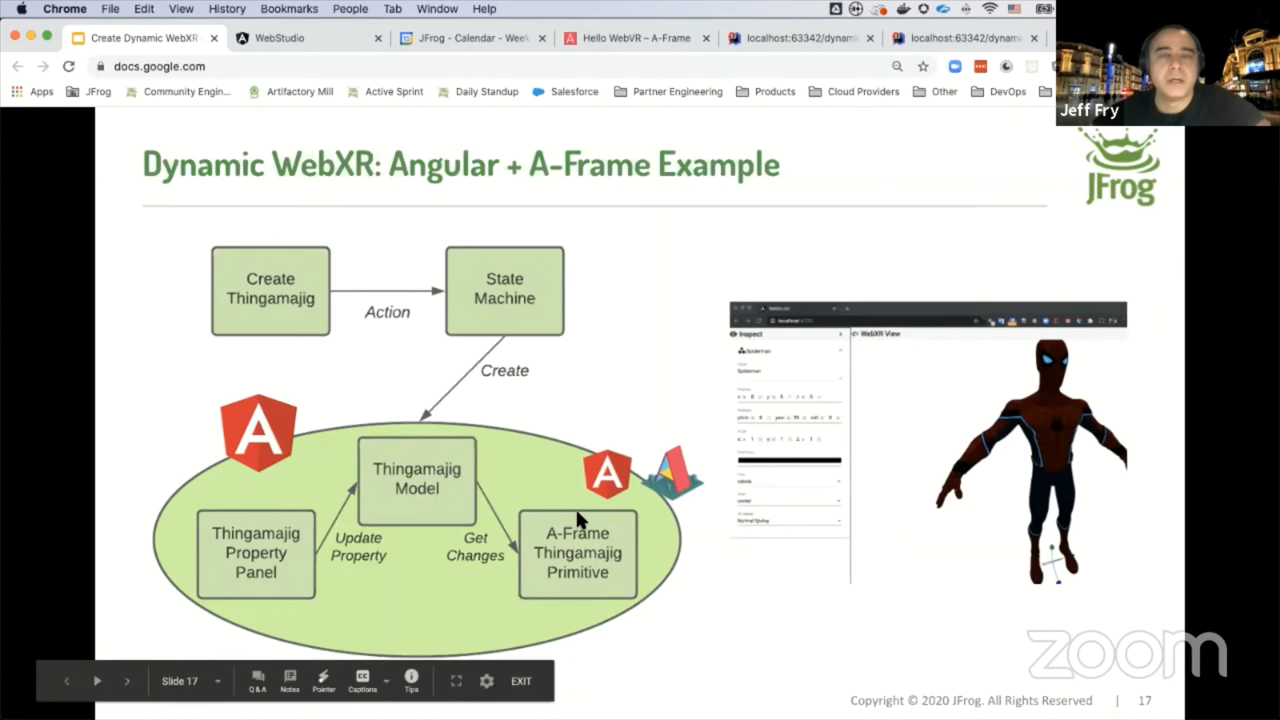 Chrome File Edit View History Bookmarks People Tab Window Help
Create Dynamic WebXR
WebStudio
JFrog - Calendar - Week
Hello WebVR – A-Frame
localhost:63342/dynami
localhost:63342/dynami
docs.google.com
Apps JFrog Community Engin... Artifactory Mill Active Sprint Daily Standup Salesforce Partner Engineering Products Cloud Providers Other DevOps
Jeff Fry
Dynamic WebXR: Angular + A-Frame Example
JFrog
Create
Thingamajig
Action
State
Machine
Create
Thingamajig
Model
Thingamajig
Property
Panel
Update
Property
Get
Changes
A-Frame
Thingamajig
Primitive
Inspect
WebXR View
Spiderman
Spiderman
zoom
Slide 17
Q & A
Notes
Pointer
Captions
Tips
EXIT
Copyright © 2020 JFrog. All Rights Reserved | 17